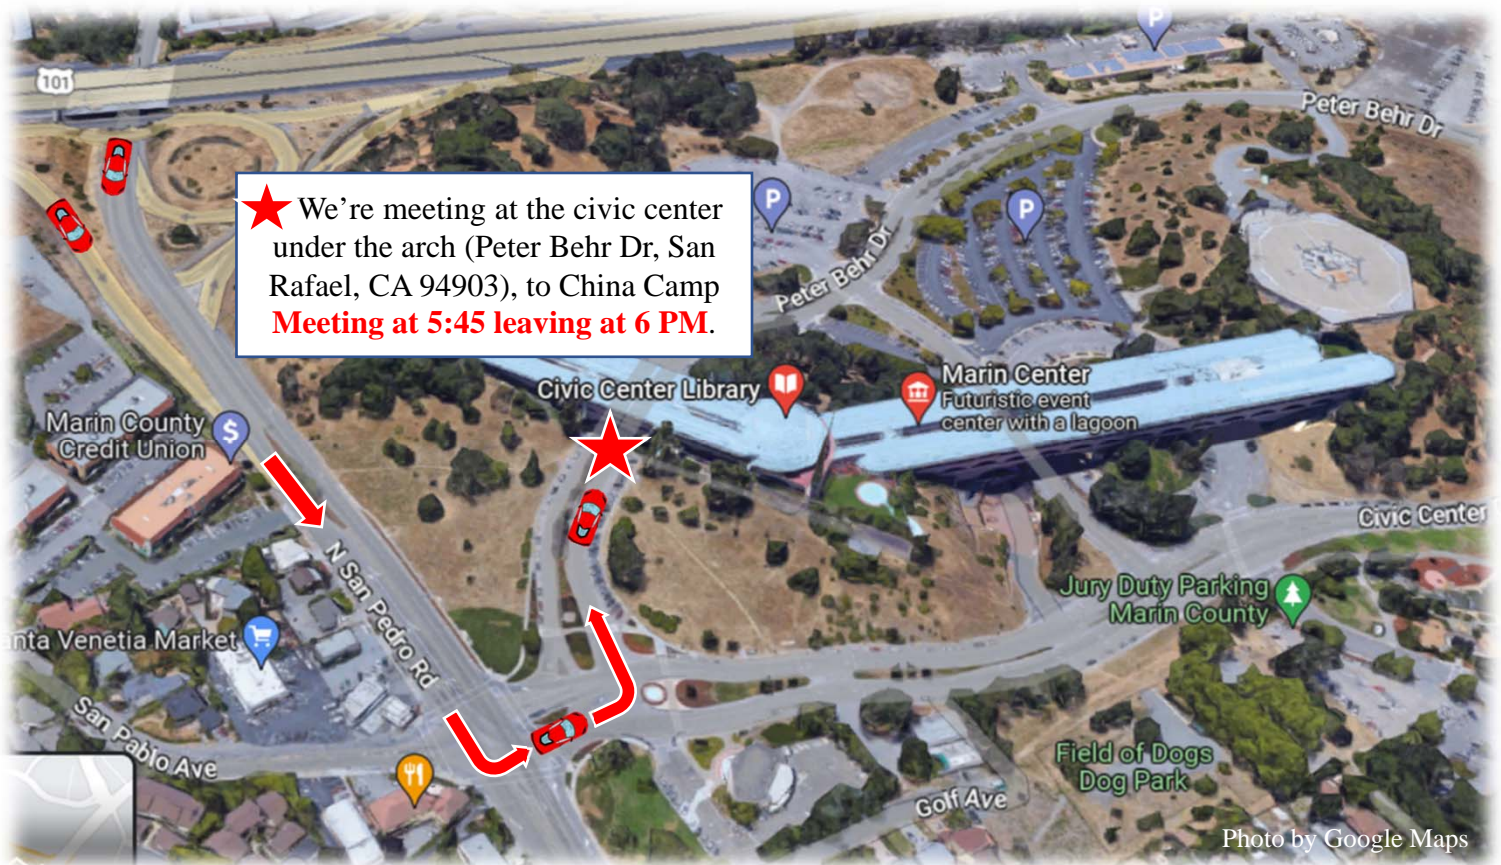 P
101
Peter Behr Dr
We're meeting at the civic center
under the arch (Peter Behr Dr, San
Rafael, CA 94903), to China Camp
Meeting at 5:45 leaving at 6 PM.
P
P
Peter Behr Dr
Civic Center Library
Marin Center
Futuristic event
center with a lagoon
Marin County
Credit Union
$
Civic Center
N San Pedro Rd
Jury Duty Parking
Marin County
nta Venetia Market
San Pablo Ave
Field of Dogs
Dog Park
Golf Ave
Photo by Google Maps